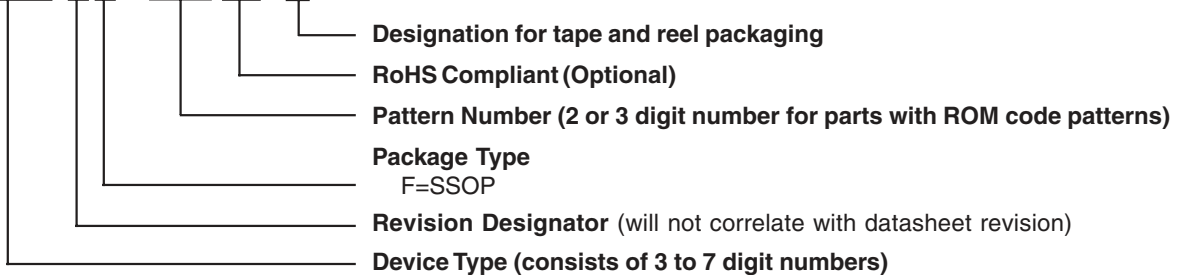 Designation for tape and reel packaging
RoHS Compliant (Optional)
Pattern Number (2 or 3 digit number for parts with ROM code patterns)
Package Type
F=SSOP
Revision Designator (will not correlate with datasheet revision)
Device Type (consists of 3 to 7 digit numbers)